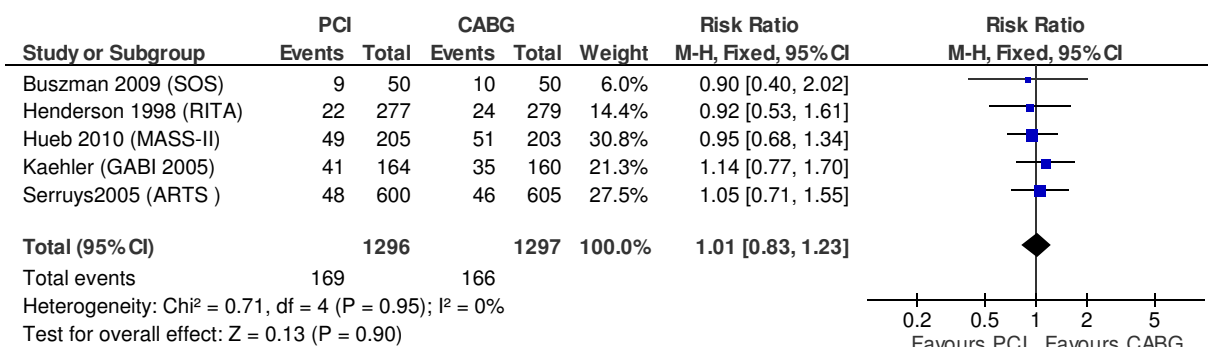 PCI CABG Risk Ratio Risk Ratio
Study or Subgroup Events Total Events Total Weight M-H, Fixed, 95% CI M-H, Fixed, 95% CI
Buszman 2009 (SOS) 9 50 10 50 6.0% 0.90 [0.40, 2.02]
Henderson 1998 (RITA) 22 277 24 279 14.4% 0.92 [0.53, 1.61]
Hueb 2010 (MASS-II) 49 205 51 203 30.8% 0.95 [0.68, 1.34]
Kaehler (GABI 2005) 41 164 35 160 21.3% 1.14 [0.77, 1.70]
Serruys2005 (ARTS ) 48 600 46 605 27.5% 1.05 [0.71, 1.55]
Total (95% CI) 1296 1297 100.0% 1.01 [0.83, 1.23]
Total events 169 166
Heterogeneity: Chi² = 0.71, df = 4 (P = 0.95); I² = 0%
Test for overall effect: Z = 0.13 (P = 0.90)
0.2 0.5 1 2 5
Favours PCI Favours CABG